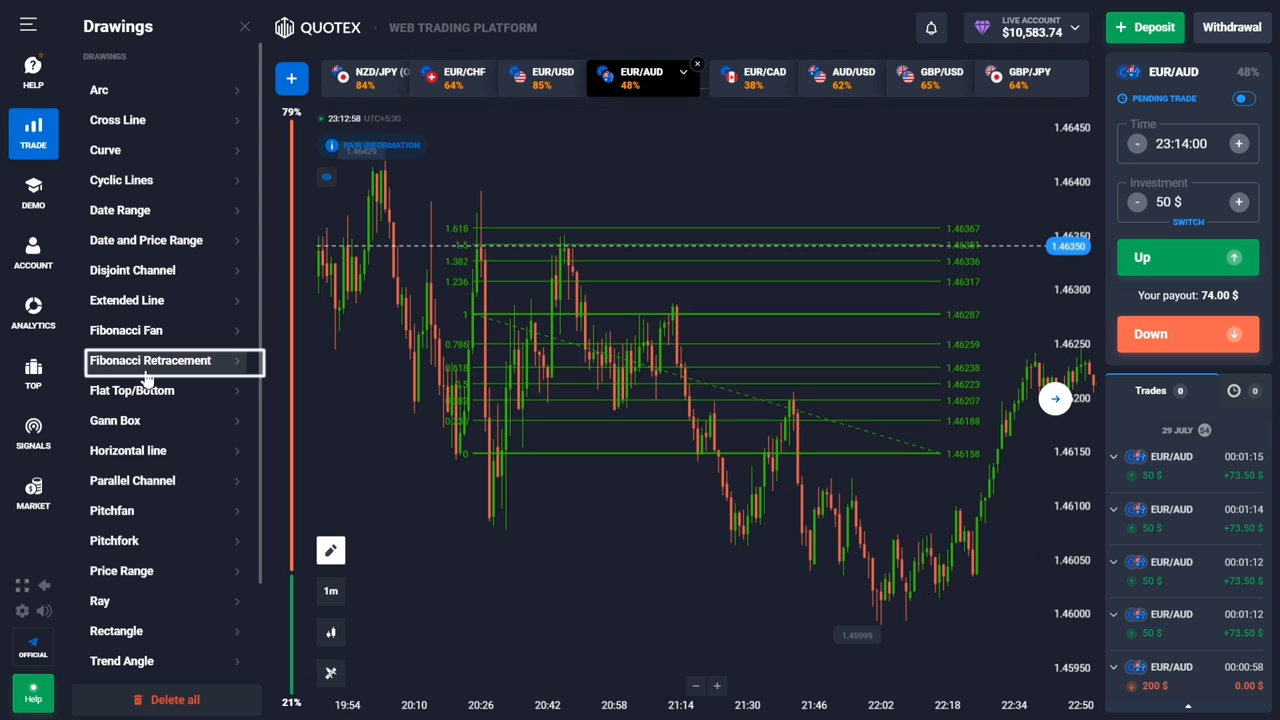 Drawings
QUOTEX
WEB TRADING PLATFORM
LIVE ACCOUNT
$10,583.74
Deposit
Withdrawal
HELP
TRADE
DEMO
ACCOUNT
ANALYTICS
TOP
SIGNALS
MARKET
OFFICIAL
Help
DRAWINGS
Arc
Cross Line
Curve
Cyclic Lines
Date Range
Date and Price Range
Disjoint Channel
Extended Line
Fibonacci Fan
Fibonacci Retracement
Flat Top/Bottom
Gann Box
Horizontal line
Parallel Channel
Pitchfan
Pitchfork
Price Range
Ray
Rectangle
Trend Angle
Delete all
NZD/JPY (O
84%
EUR/CHF
64%
EUR/USD
85%
EUR/AUD
48%
EUR/CAD
38%
AUD/USD
62%
GBP/USD
65%
GBP/JPY
64%
79%
21%
23:12:58 UTC+5:30
PAIR INFORMATION
1.46429
1.618
1.5
1.382
1.236
1
0.786
0.618
0.5
0
1.46367
1.46336
1.46317
1.46287
1.46259
1.46238
1.46223
1.46207
1.46188
1.46158
1.45999
1m
1.46450
1.46400
1.46350
1.46300
1.46250
1.46150
1.46100
1.46050
1.46000
1.45950
19:54
20:10
20:26
20:42
20:58
21:14
21:30
21:46
22:02
22:18
22:34
22:50
EUR/AUD
48%
PENDING TRADE
Time
- 23:14:00 +
Investment
- 50 $ +
SWITCH
Up
Your payout: 74.00 $
Down
Trades 0
0
29 JULY 54
EUR/AUD 00:01:15
50 $ +73.50 $
EUR/AUD 00:01:14
50 $ +73.50 $
EUR/AUD 00:01:12
50 $ +73.50 $
EUR/AUD 00:01:12
50 $ +73.50 $
EUR/AUD 00:00:58
200 $ 0.00 $